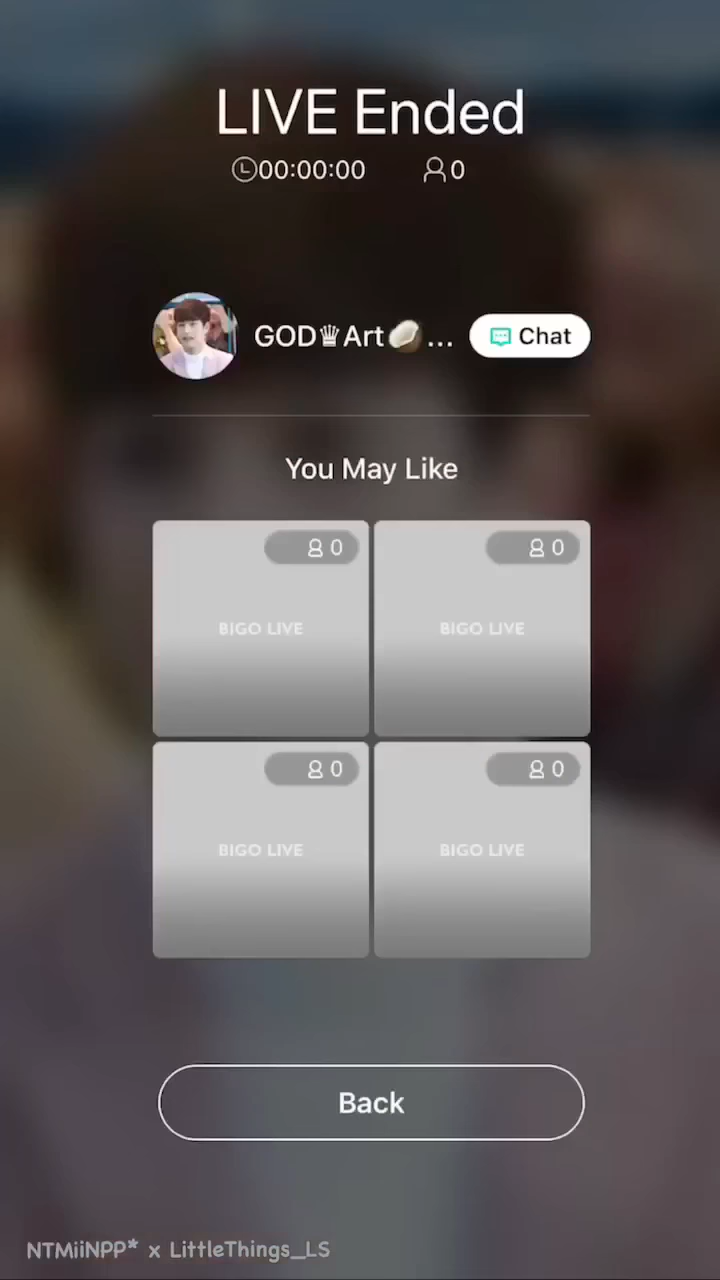 LIVE Ended
00:00:00 0
GOD♛Art🥥... Chat
You May Like
0 0
BIGO LIVE BIGO LIVE
0 0
BIGO LIVE BIGO LIVE
Back
NTMiiNPP* x LittleThings_LS